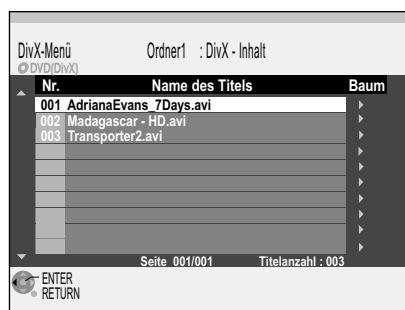 DivX-Menü Ordner1 : DivX - Inhalt
DVD(DivX)
Nr. Name des Titels Baum
001 AdrianaEvans_7Days.avi
002 Madagascar - HD.avi
003 Transporter2.avi
Seite 001/001 Titelanzahl : 003
ENTER
RETURN